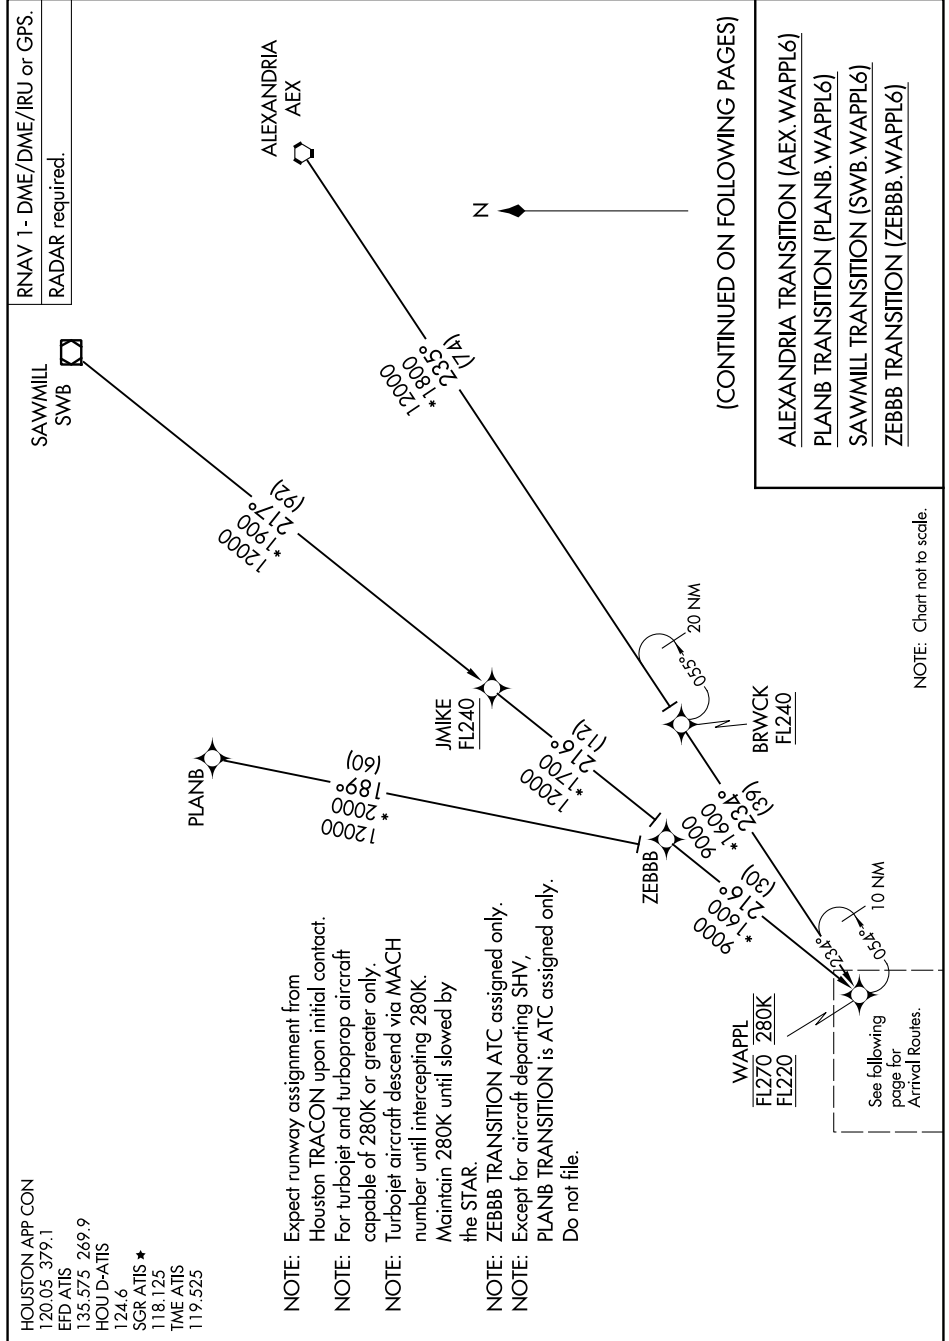 HOUSTON APP CON
120.05 379.1
EFD ATIS
135.575 269.9
HOU D-ATIS
124.6
SGR ATIS ★
118.125
TME ATIS
119.525
RNAV 1 - DME/DME/IRU or GPS.
RADAR required.
SAWMILL
SWB
ALEXANDRIA
AEX
PLANB
12000
*1900
217°
(92)
12000
*2000
189°
(60)
12000
*1800
235°
(74)
N
JMIKE
FL240
12000
*1700
216°
(12)
ZEBBB
9000
*1600
216°
(30)
9000
*1600
234°
(39)
BRWCK
FL240
055°
20 NM
234°
054°
10 NM
WAPPL
FL270 280K
FL220
See following
page for
Arrival Routes.
NOTE: Expect runway assignment from
Houston TRACON upon initial contact.
NOTE: For turbojet and turboprop aircraft
capable of 280K or greater only.
NOTE: Turbojet aircraft descend via MACH
number until intercepting 280K.
Maintain 280K until slowed by
the STAR.
NOTE: ZEBBB TRANSITION ATC assigned only.
NOTE: Except for aircraft departing SHV,
PLANB TRANSITION is ATC assigned only.
Do not file.
(CONTINUED ON FOLLOWING PAGES)
ALEXANDRIA TRANSITION (AEX.WAPPL6)
PLANB TRANSITION (PLANB.WAPPL6)
SAWMILL TRANSITION (SWB.WAPPL6)
ZEBBB TRANSITION (ZEBBB.WAPPL6)
NOTE: Chart not to scale.